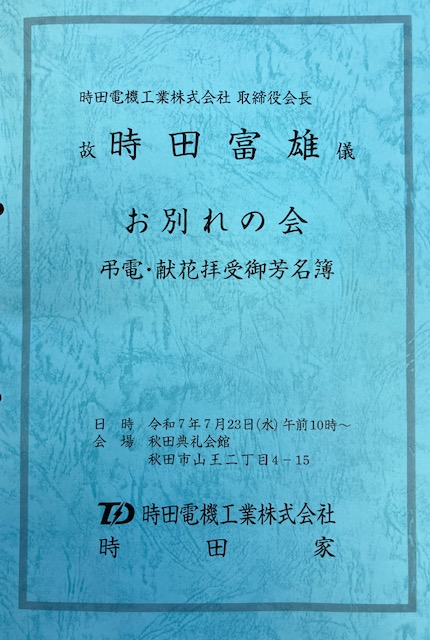 時田電機工業株式会社 取締役会長
故 時田富雄 儀
お別れの会
弔電・献花拝受御芳名簿
日 時 令和7年7月23日(水)午前10時～
会 場 秋田典礼会館
秋田市山王二丁目4－15
TD 時田電機工業株式会社
時田家